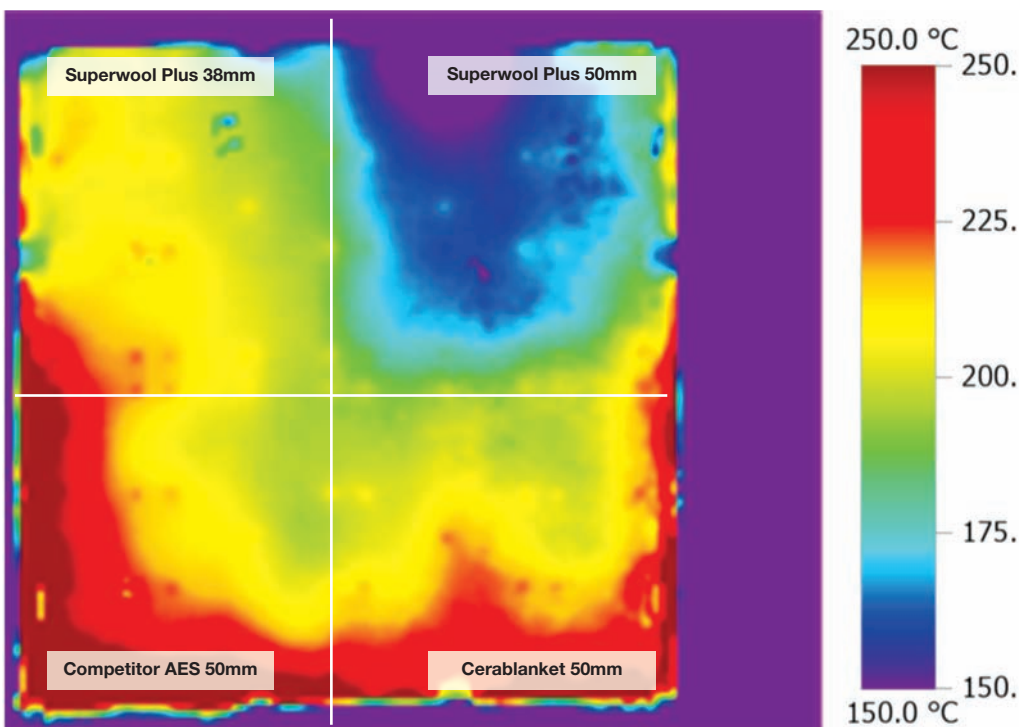 Superwool Plus 38mm
Superwool Plus 50mm
250.0 °C
250.
225.
200.
175.
150.
150.0 °C
Competitor AES 50mm
Cerablanket 50mm